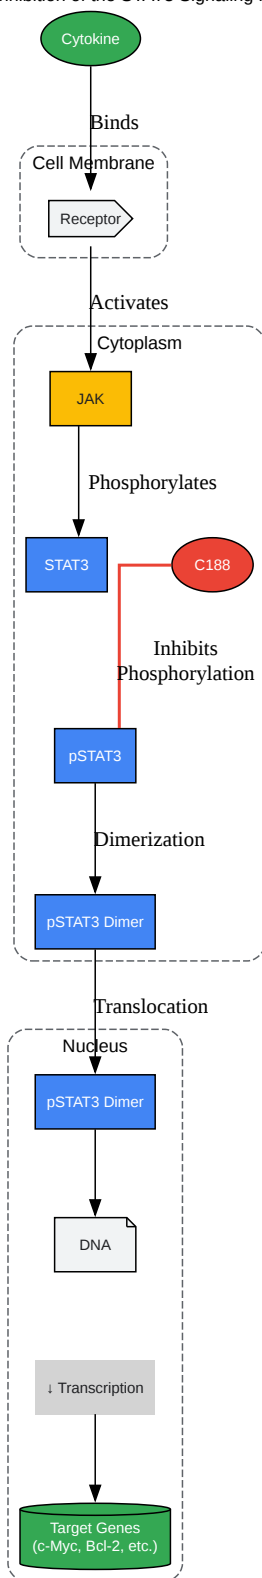 Cytokine
Binds
Cell Membrane
Receptor
Activates
Cytoplasm
JAK
Phosphorylates
STAT3
C188
Inhibits
Phosphorylation
pSTAT3
Dimerization
pSTAT3 Dimer
Translocation
Nucleus
pSTAT3 Dimer
DNA
↓ Transcription
Target Genes
(c-Myc, Bcl-2, etc.)